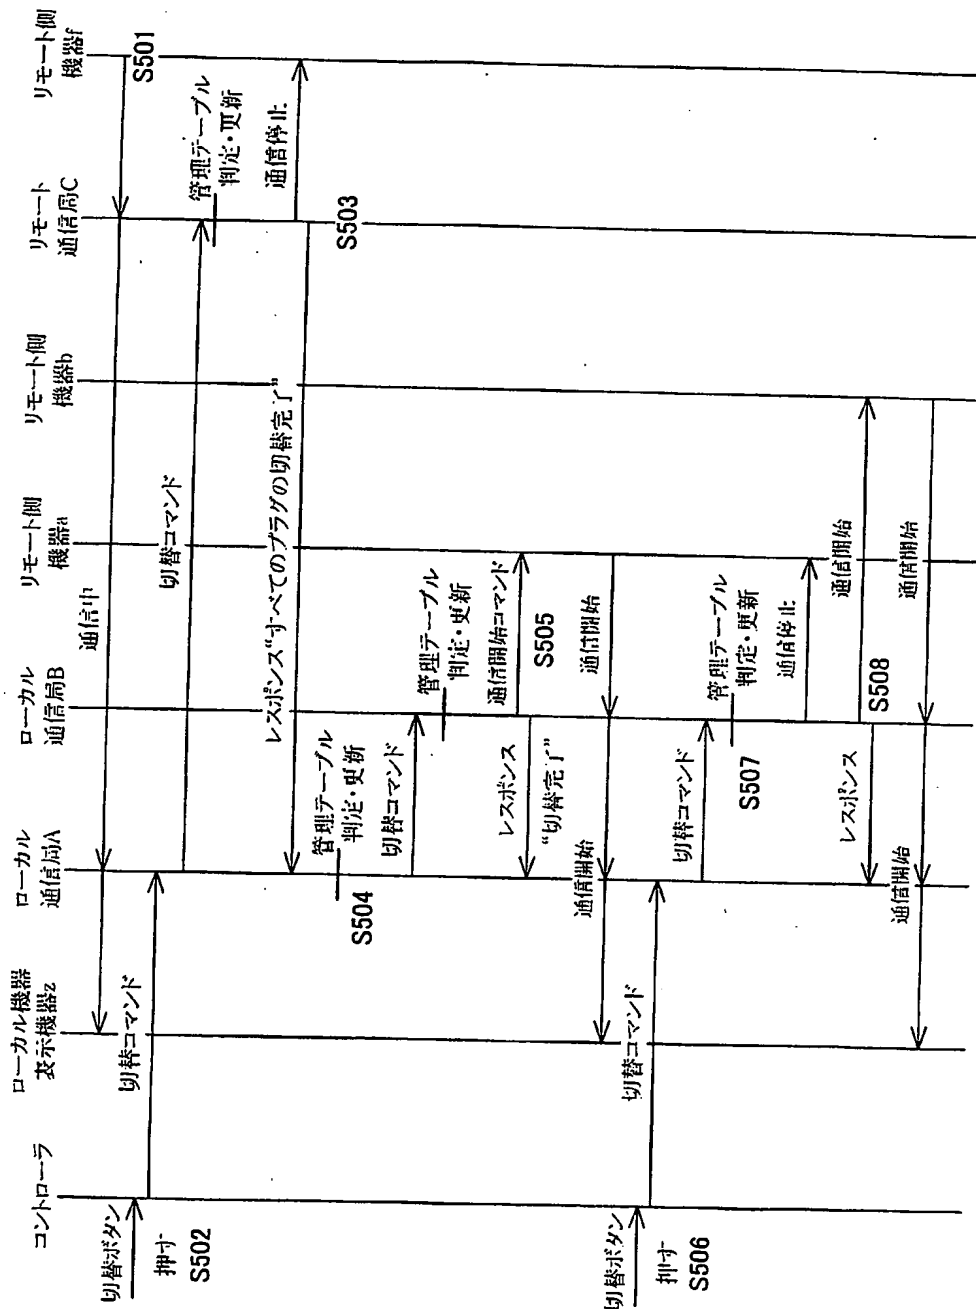 コントローラ
ローカル機器
表示機器z
ローカル
通信局A
ローカル
通信局B
リモート側
機器a
リモート側
機器b
リモート
通信局C
リモート側
機器f
通信中
S501
切替ボタン
押す
S502
切替コマンド
切替コマンド
管理テーブル
判定・更新
通信停止
S503
レスポンス“すべてのプラグの切替完了”
管理テーブル
判定・更新
S504
切替コマンド
管理テーブル
判定・更新
通信開始コマンド
S505
レスポンス
“切替完了”
通信開始
通信開始
切替ボタン
押す
S506
切替コマンド
切替コマンド
S507
管理テーブル
判定・更新
通信停止
通信開始
S508
レスポンス
通信開始
通信開始